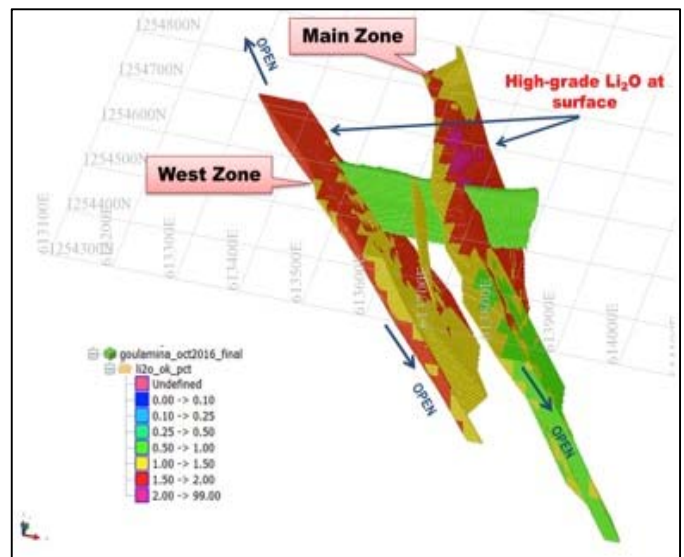 1254800N
1254700N
1254600N
1254500N
1254400N
1254300N
OPEN
Main Zone
High-grade Li₂O at
surface
West Zone
613100E
613200E
613300E
613400E
613500E
613600E
613900E
614000E
OPEN
OPEN
goulamina_oct2016_final
li2o_ok_pct
Undefined
0.00 -> 0.10
0.10 -> 0.25
0.25 -> 0.50
0.50 -> 1.00
1.00 -> 1.50
1.50 -> 2.00
2.00 -> 99.00